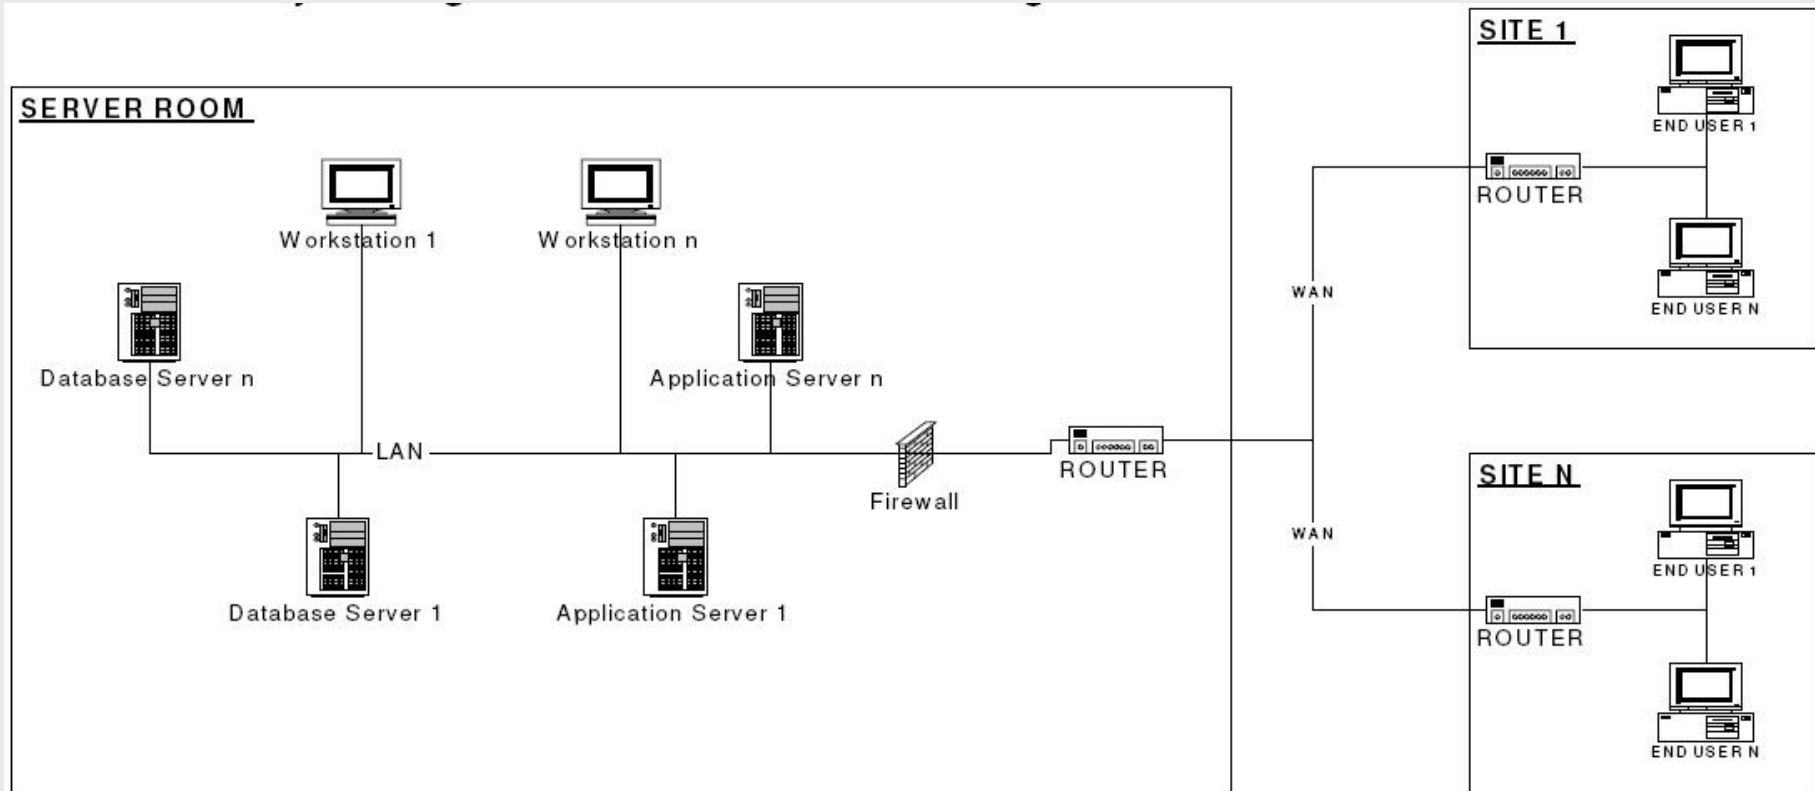 SERVER ROOM
Workstation 1
Workstation n
Database Server n
Application Server n
LAN
Firewall
ROUTER
Database Server 1
Application Server 1
WAN
WAN
SITE 1
END USER 1
ROUTER
END USER N
SITE N
END USER 1
ROUTER
END USER N